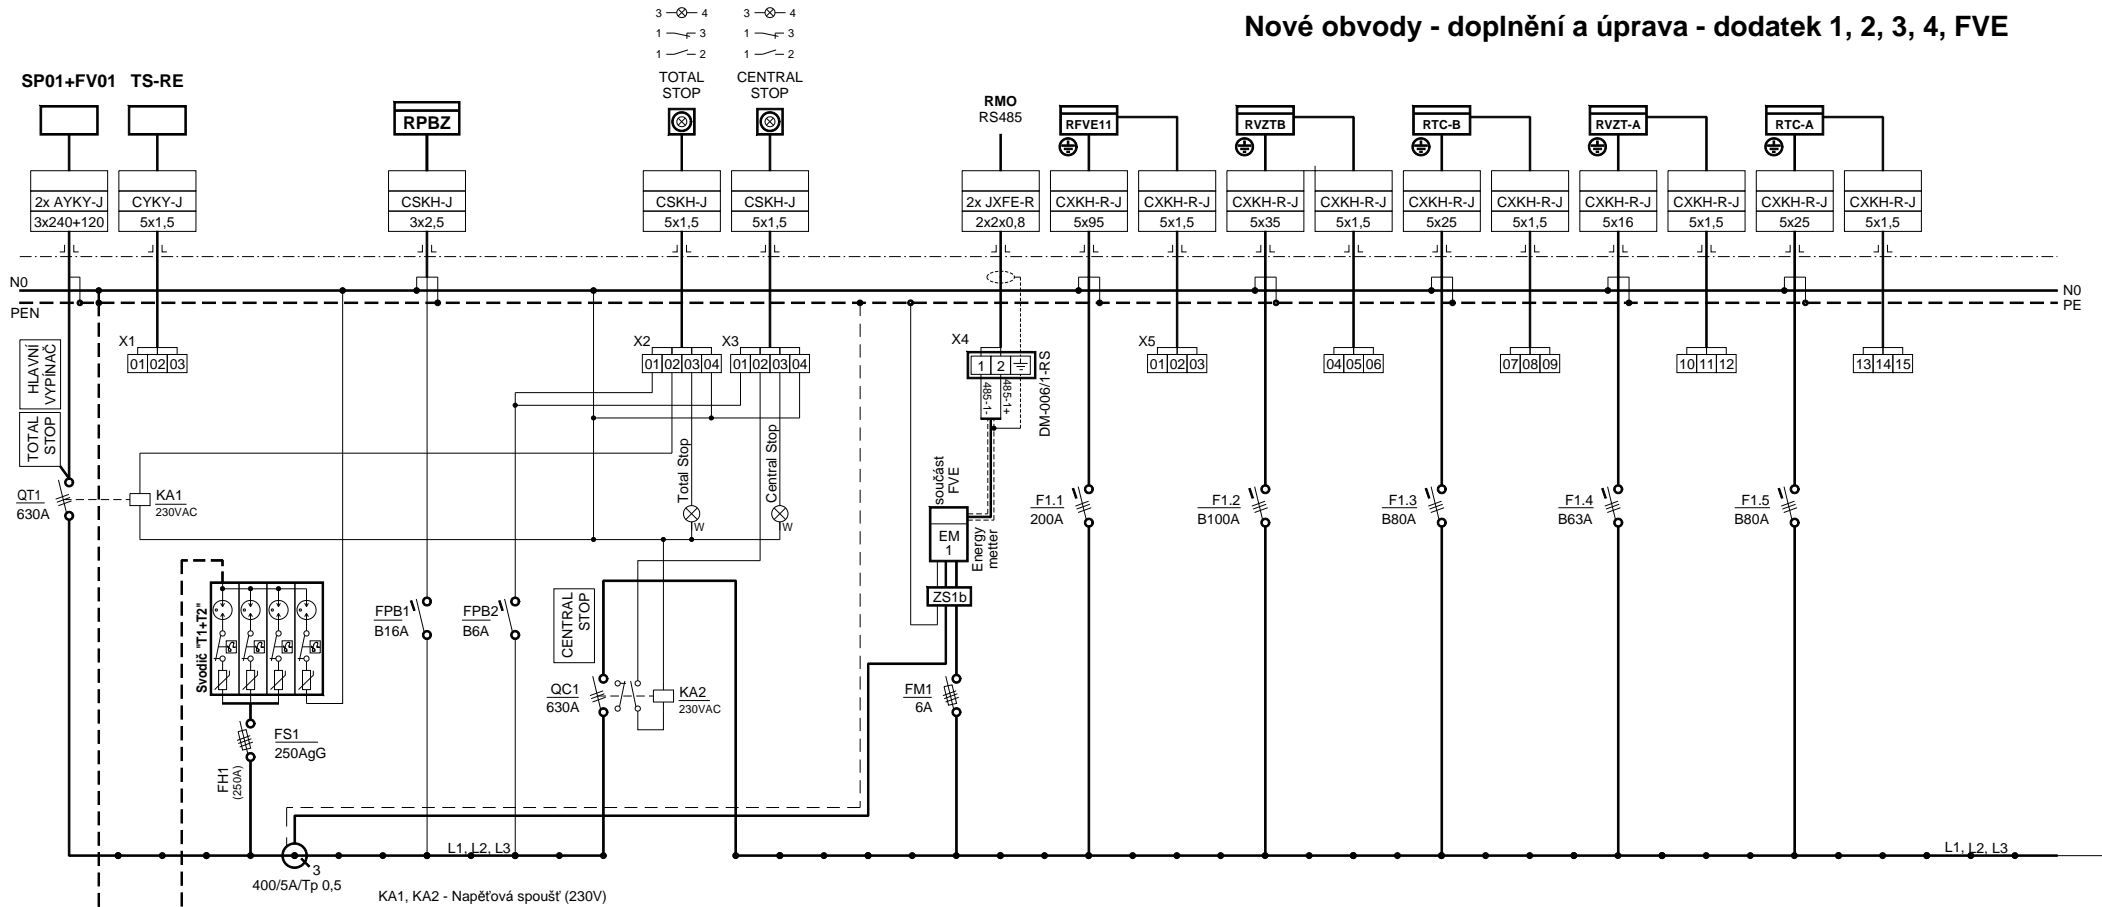 Nové obvody - doplnění a úprava - dodatek 1, 2, 3, 4, FVE
3 4 3 4
1 3 1 3
1 2 1 2
TOTAL STOP
CENTRAL STOP
SP01+FV01 TS-RE
RPBZ
RMO
RS485
RFVE11
RVZTB
RTC-B
RVZT-A
RTC-A
2x AYKY-J
3x240+120
CYKY-J
5x1,5
CSKH-J
3x2,5
CSKH-J
5x1,5
CSKH-J
5x1,5
2x JXFE-R
2x2x0,8
CXKH-R-J
5x95
CXKH-R-J
5x1,5
CXKH-R-J
5x35
CXKH-R-J
5x1,5
CXKH-R-J
5x25
CXKH-R-J
5x1,5
CXKH-R-J
5x16
CXKH-R-J
5x1,5
CXKH-R-J
5x25
CXKH-R-J
5x1,5
N0
PEN
N0
PE
X1
01 02 03
X2
01 02 03 04
X3
01 02 03 04
X4
1 2
DM-006/1-RS
485-1-
485-1+
X5
01 02 03
04 05 06
07 08 09
10 11 12
13 14 15
HLAVNÍ
VYPÍNAČ
TOTAL
STOP
QT1
630A
KA1
230VAC
Total Stop
W
Central Stop
W
součást
FVE
EM
1
Energy
metter
ZS1b
F1.1
200A
F1.2
B100A
F1.3
B80A
F1.4
B63A
F1.5
B80A
Svodič "T1+T2"
FPB1
B16A
FPB2
B6A
CENTRAL
STOP
QC1
630A
KA2
230VAC
FM1
6A
FS1
250AgG
FH1
(250A)
L1, L2, L3
L1, L2, L3
3
400/5A/Tp 0,5
KA1, KA2 - Napěťová spoušť (230V)